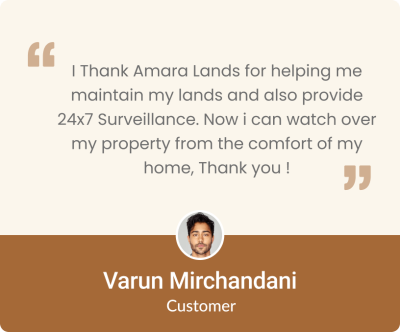 I Thank Amara Lands for helping me
maintain my lands and also provide
24x7 Surveillance. Now i can watch over
my property from the comfort of my
home, Thank you !
Varun Mirchandani
Customer